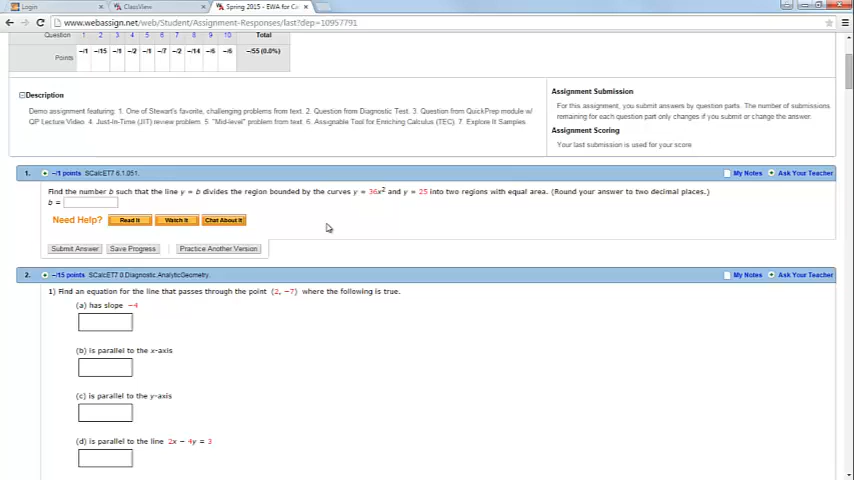 Login
ClassView
Spring 2015 - EWA for C
www.webassign.net/web/Student/Assignment-Responses/last?dep=10957791
Question 1 2 3 4 5 6 7 8 9 10 Total
Points -/1 -/15 -/1 -/2 -/1 -/7 -/2 -/14 -/6 -/6 -/55 (0.0%)
Description
Demo assignment featuring: 1. One of Stewart's favorite, challenging problems from text. 2. Question from Diagnostic Test. 3. Question from QuickPrep module w/
QP Lecture Video 4. Just-In-Time (JIT) review problem. 5. "Mid-level" problem from text. 6. Assignable Tool for Enriching Calculus (TEC). 7. Explore It Samples.
Assignment Submission
For this assignment, you submit answers by question parts. The number of submissions
remaining for each question part only changes if you submit or change the answer.
Assignment Scoring
Your last submission is used for your score
1. -/1 points SCalcET7 6.1.051. My Notes Ask Your Teacher
Find the number b such that the line y = b divides the region bounded by the curves y = 36x² and y = 25 into two regions with equal area. (Round your answer to two decimal places.)
b =
Need Help? Read It Watch It Chat About It
Submit Answer Save Progress Practice Another Version
2. -/15 points SCalcET7 0.Diagnostic.AnalyticGeometry. My Notes Ask Your Teacher
1) Find an equation for the line that passes through the point (2, −7) where the following is true.
(a) has slope −4
(b) is parallel to the x-axis
(c) is parallel to the y-axis
(d) is parallel to the line 2x − 4y = 3